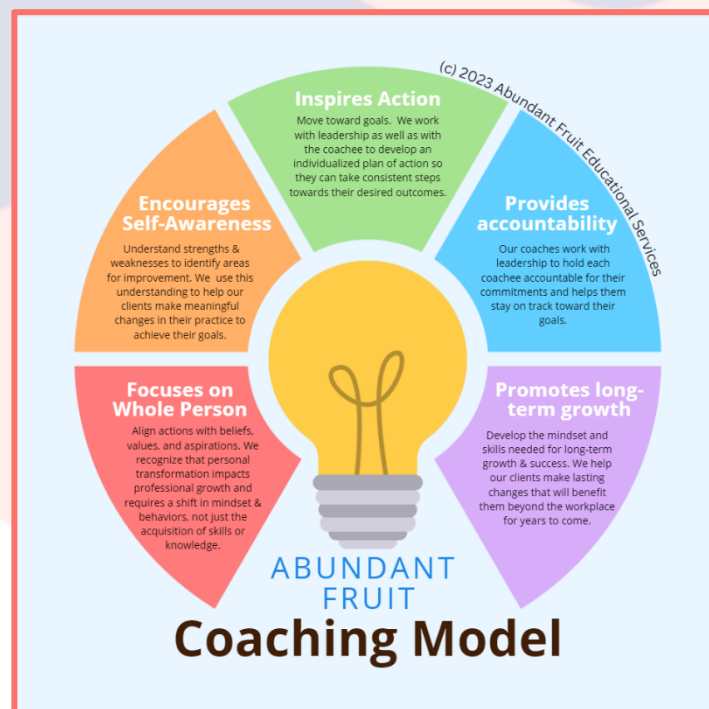 (c) 2023 Abundant Fruit Educational Services
Inspires Action
Move toward goals.  We work
with leadership as well as with
the coachee to develop an
individualized plan of action so
they can take consistent steps
towards their desired outcomes.
Encourages
Self-Awareness
Understand strengths &
weaknesses to identify areas
for improvement. We  use this
understanding to help our
clients make meaningful
changes in their practice to
achieve their goals.
Provides
accountability
Our coaches work with
leadership to hold each
coachee accountable for their
commitments and helps them
stay on track toward their
goals.
Focuses on
Whole Person
Align actions with beliefs,
values, and aspirations. We
recognize that personal
transformation impacts
professional growth and
requires a shift in mindset &
behaviors, not just the
acquisition of skills or
knowledge.
Promotes long-
term growth
Develop the mindset and
skills needed for long-term
growth & success. We help
our clients make lasting
changes that will benefit
them beyond the workplace
for years to come.
ABUNDANT
FRUIT
Coaching Model